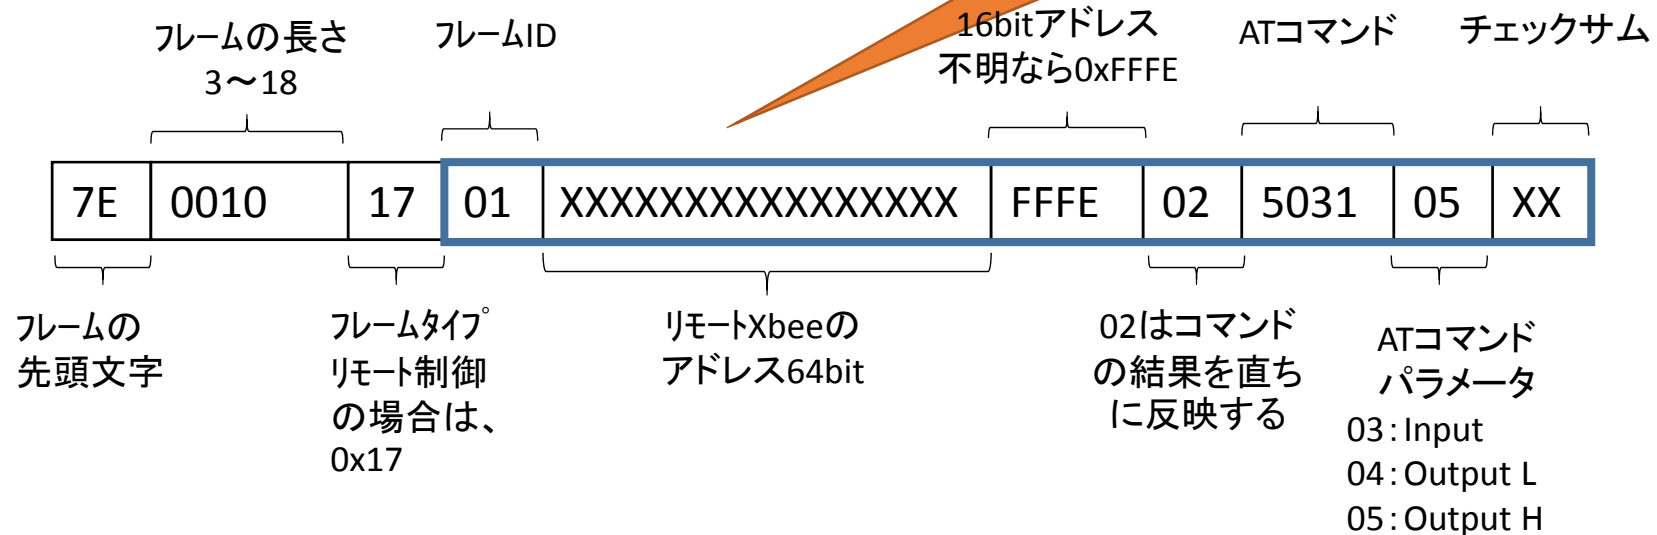 フレームの長さ
3～18
フレームID
16bitアドレス
不明なら0xFFFE
ATコマンド
チェックサム
7E 0010 17 01 XXXXXXXXXXXXXXXX FFFE 02 5031 05 XX
フレームの
先頭文字
フレームタイプ
リモート制御
の場合は、
0x17
リモートXbeeの
アドレス64bit
02はコマンド
の結果を直ち
に反映する
ATコマンド
パラメータ
03：Input
04：Output L
05：Output H